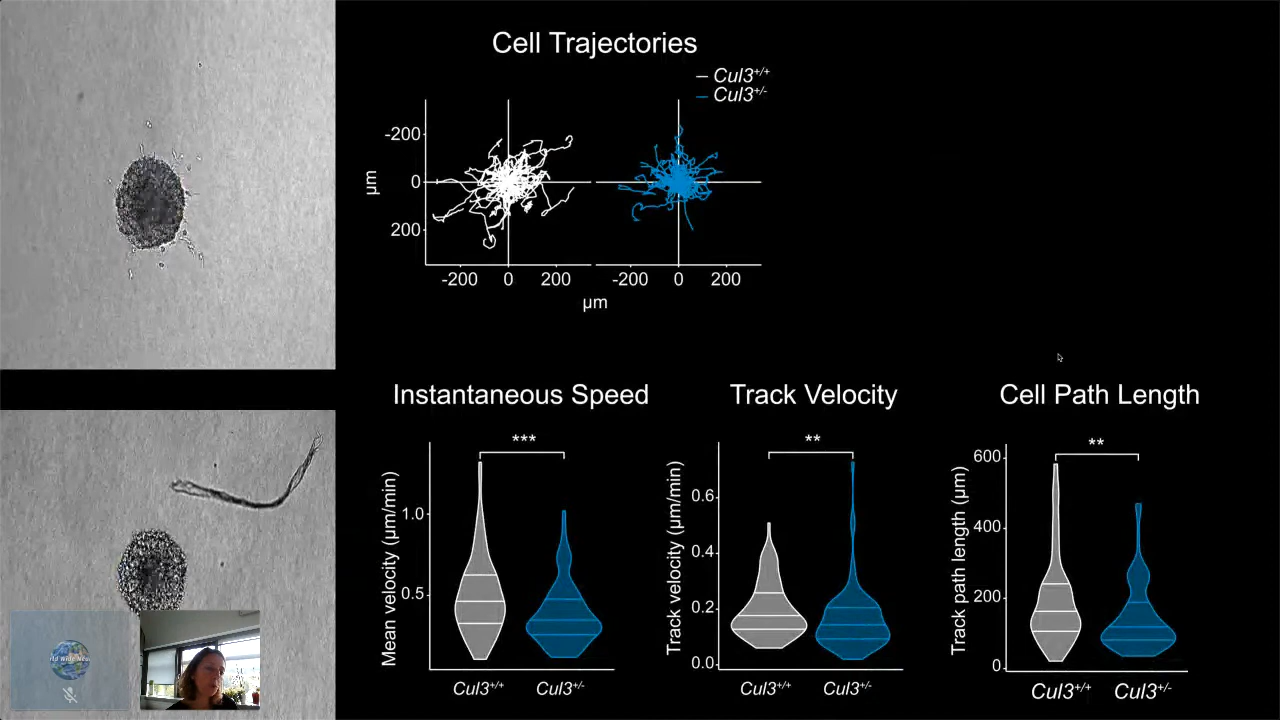 Cell Trajectories
Cul3+/+
Cul3+/-
-200
0
200
µm
-200 0 200
-200 0 200
µm
Instantaneous Speed
Track Velocity
Cell Path Length
***
**
**
Mean velocity (µm/min)
1.0
0.5
Cul3+/+ Cul3+/-
Track velocity (µm/min)
0.6
0.4
0.2
0.0
Cul3+/+ Cul3+/-
Track path length (µm)
600
400
200
0
Cul3+/+ Cul3+/-